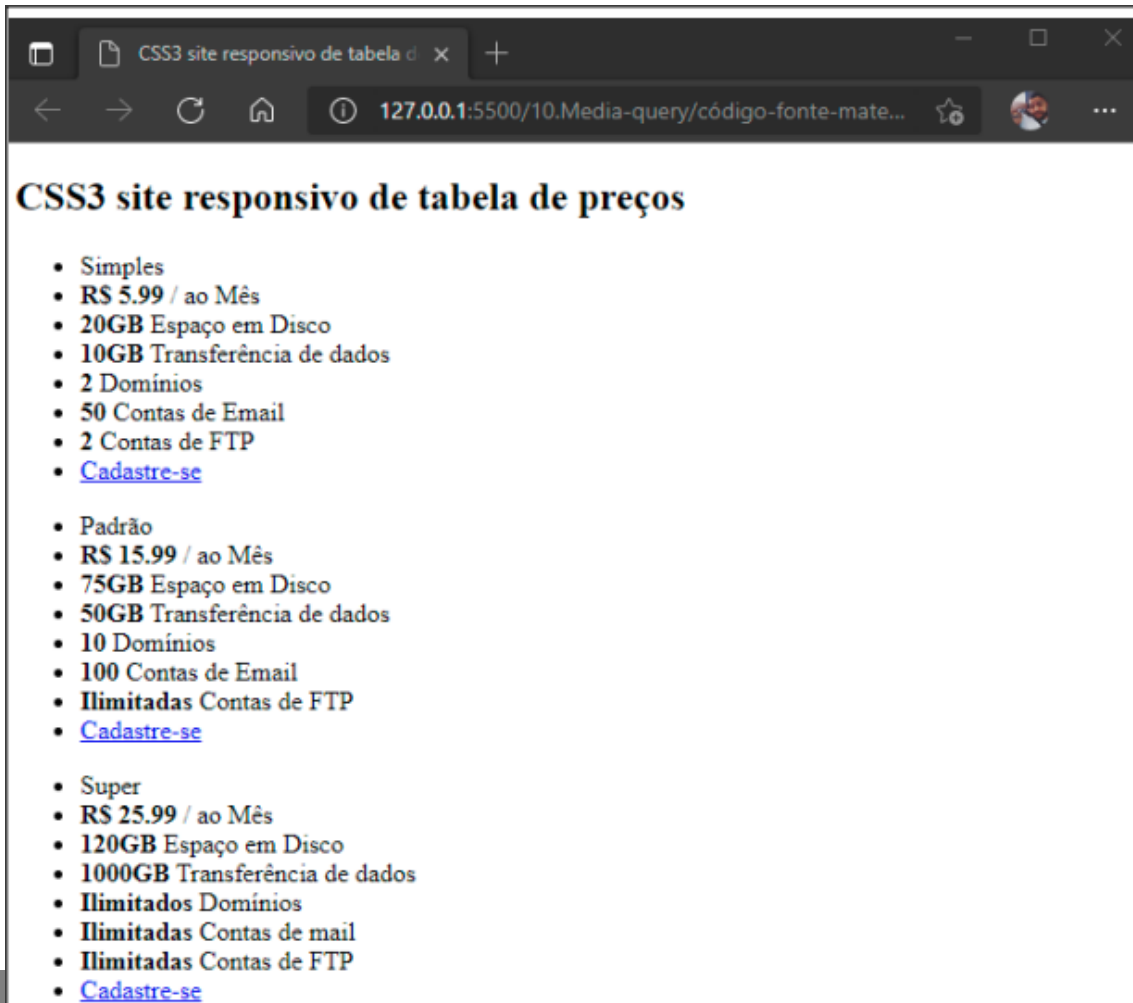 CSS3 site responsivo de tabela d
127.0.0.1:5500/10.Media-query/código-fonte-mate...
CSS3 site responsivo de tabela de preços
Simples
R$ 5.99 / ao Mês
20GB Espaço em Disco
10GB Transferência de dados
2 Domínios
50 Contas de Email
2 Contas de FTP
Cadastre-se
Padrão
R$ 15.99 / ao Mês
75GB Espaço em Disco
50GB Transferência de dados
10 Domínios
100 Contas de Email
Ilimitadas Contas de FTP
Cadastre-se
Super
R$ 25.99 / ao Mês
120GB Espaço em Disco
1000GB Transferência de dados
Ilimitados Domínios
Ilimitadas Contas de mail
Ilimitadas Contas de FTP
Cadastre-se